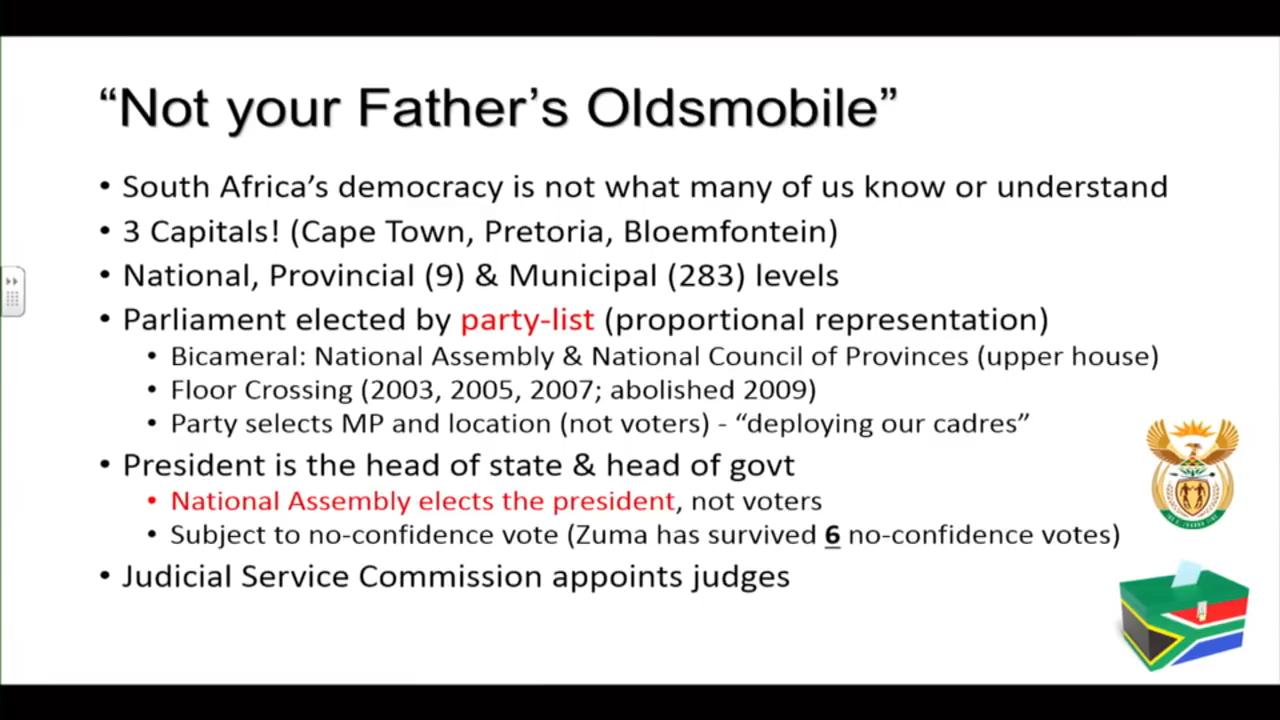 “Not your Father’s Oldsmobile”
• South Africa’s democracy is not what many of us know or understand
• 3 Capitals! (Cape Town, Pretoria, Bloemfontein)
• National, Provincial (9) & Municipal (283) levels
• Parliament elected by party-list (proportional representation)
• Bicameral: National Assembly & National Council of Provinces (upper house)
• Floor Crossing (2003, 2005, 2007; abolished 2009)
• Party selects MP and location (not voters) - “deploying our cadres”
• President is the head of state & head of govt
• National Assembly elects the president, not voters
• Subject to no-confidence vote (Zuma has survived 6 no-confidence votes)
• Judicial Service Commission appoints judges